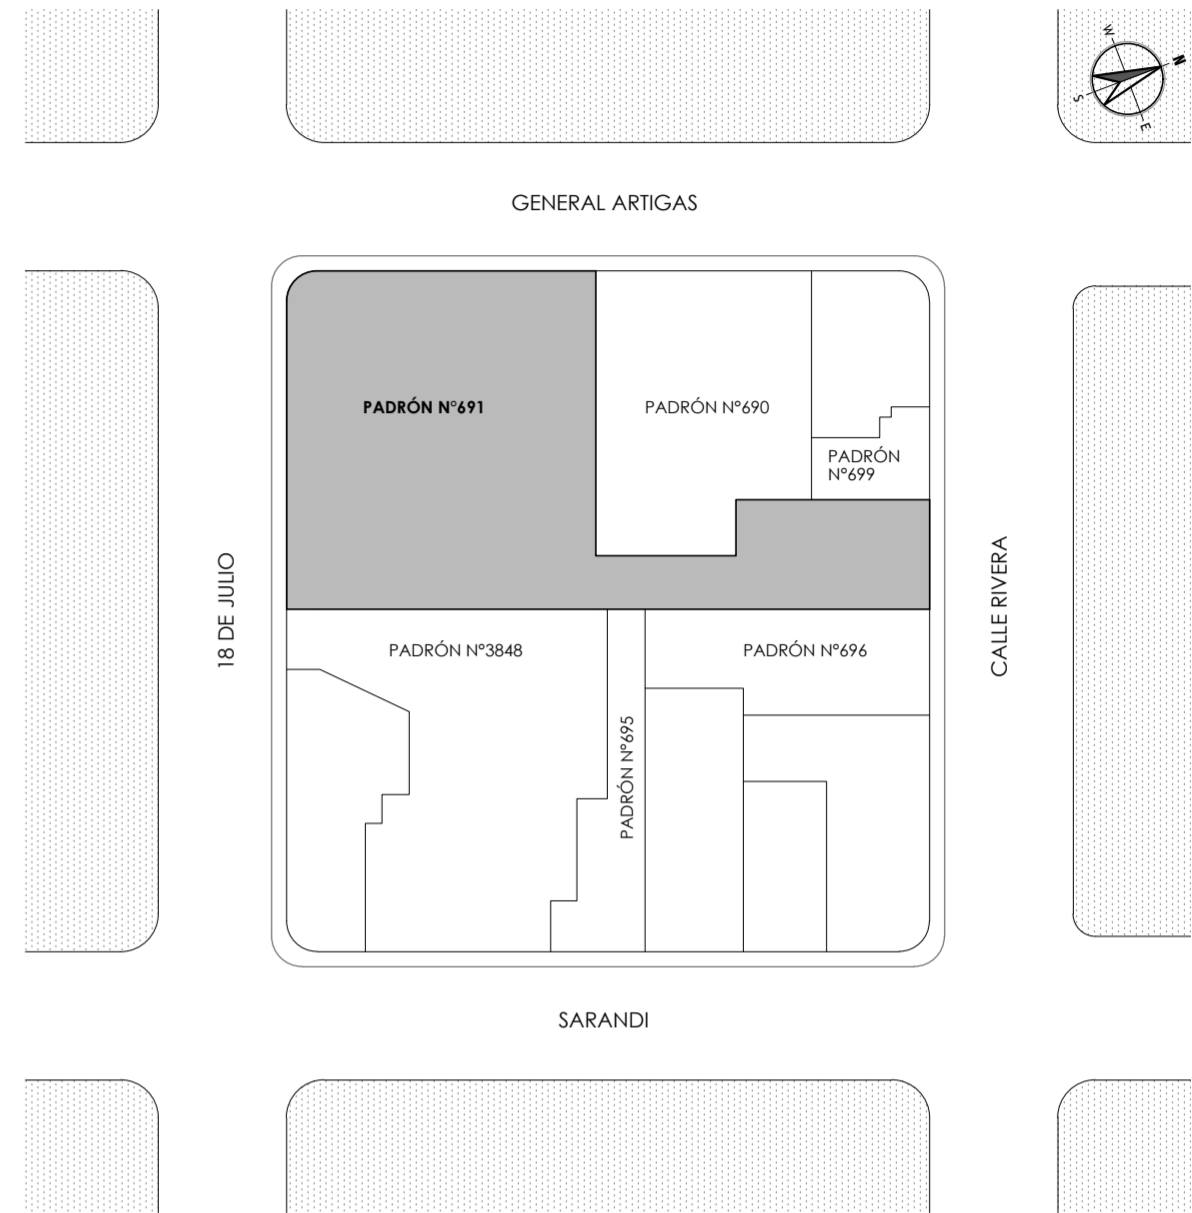 W
N
S
E
GENERAL ARTIGAS
PADRÓN N°691
PADRÓN N°690
PADRÓN
N°699
18 DE JULIO
CALLE RIVERA
PADRÓN N°3848
PADRÓN N°696
PADRÓN N°695
SARANDI